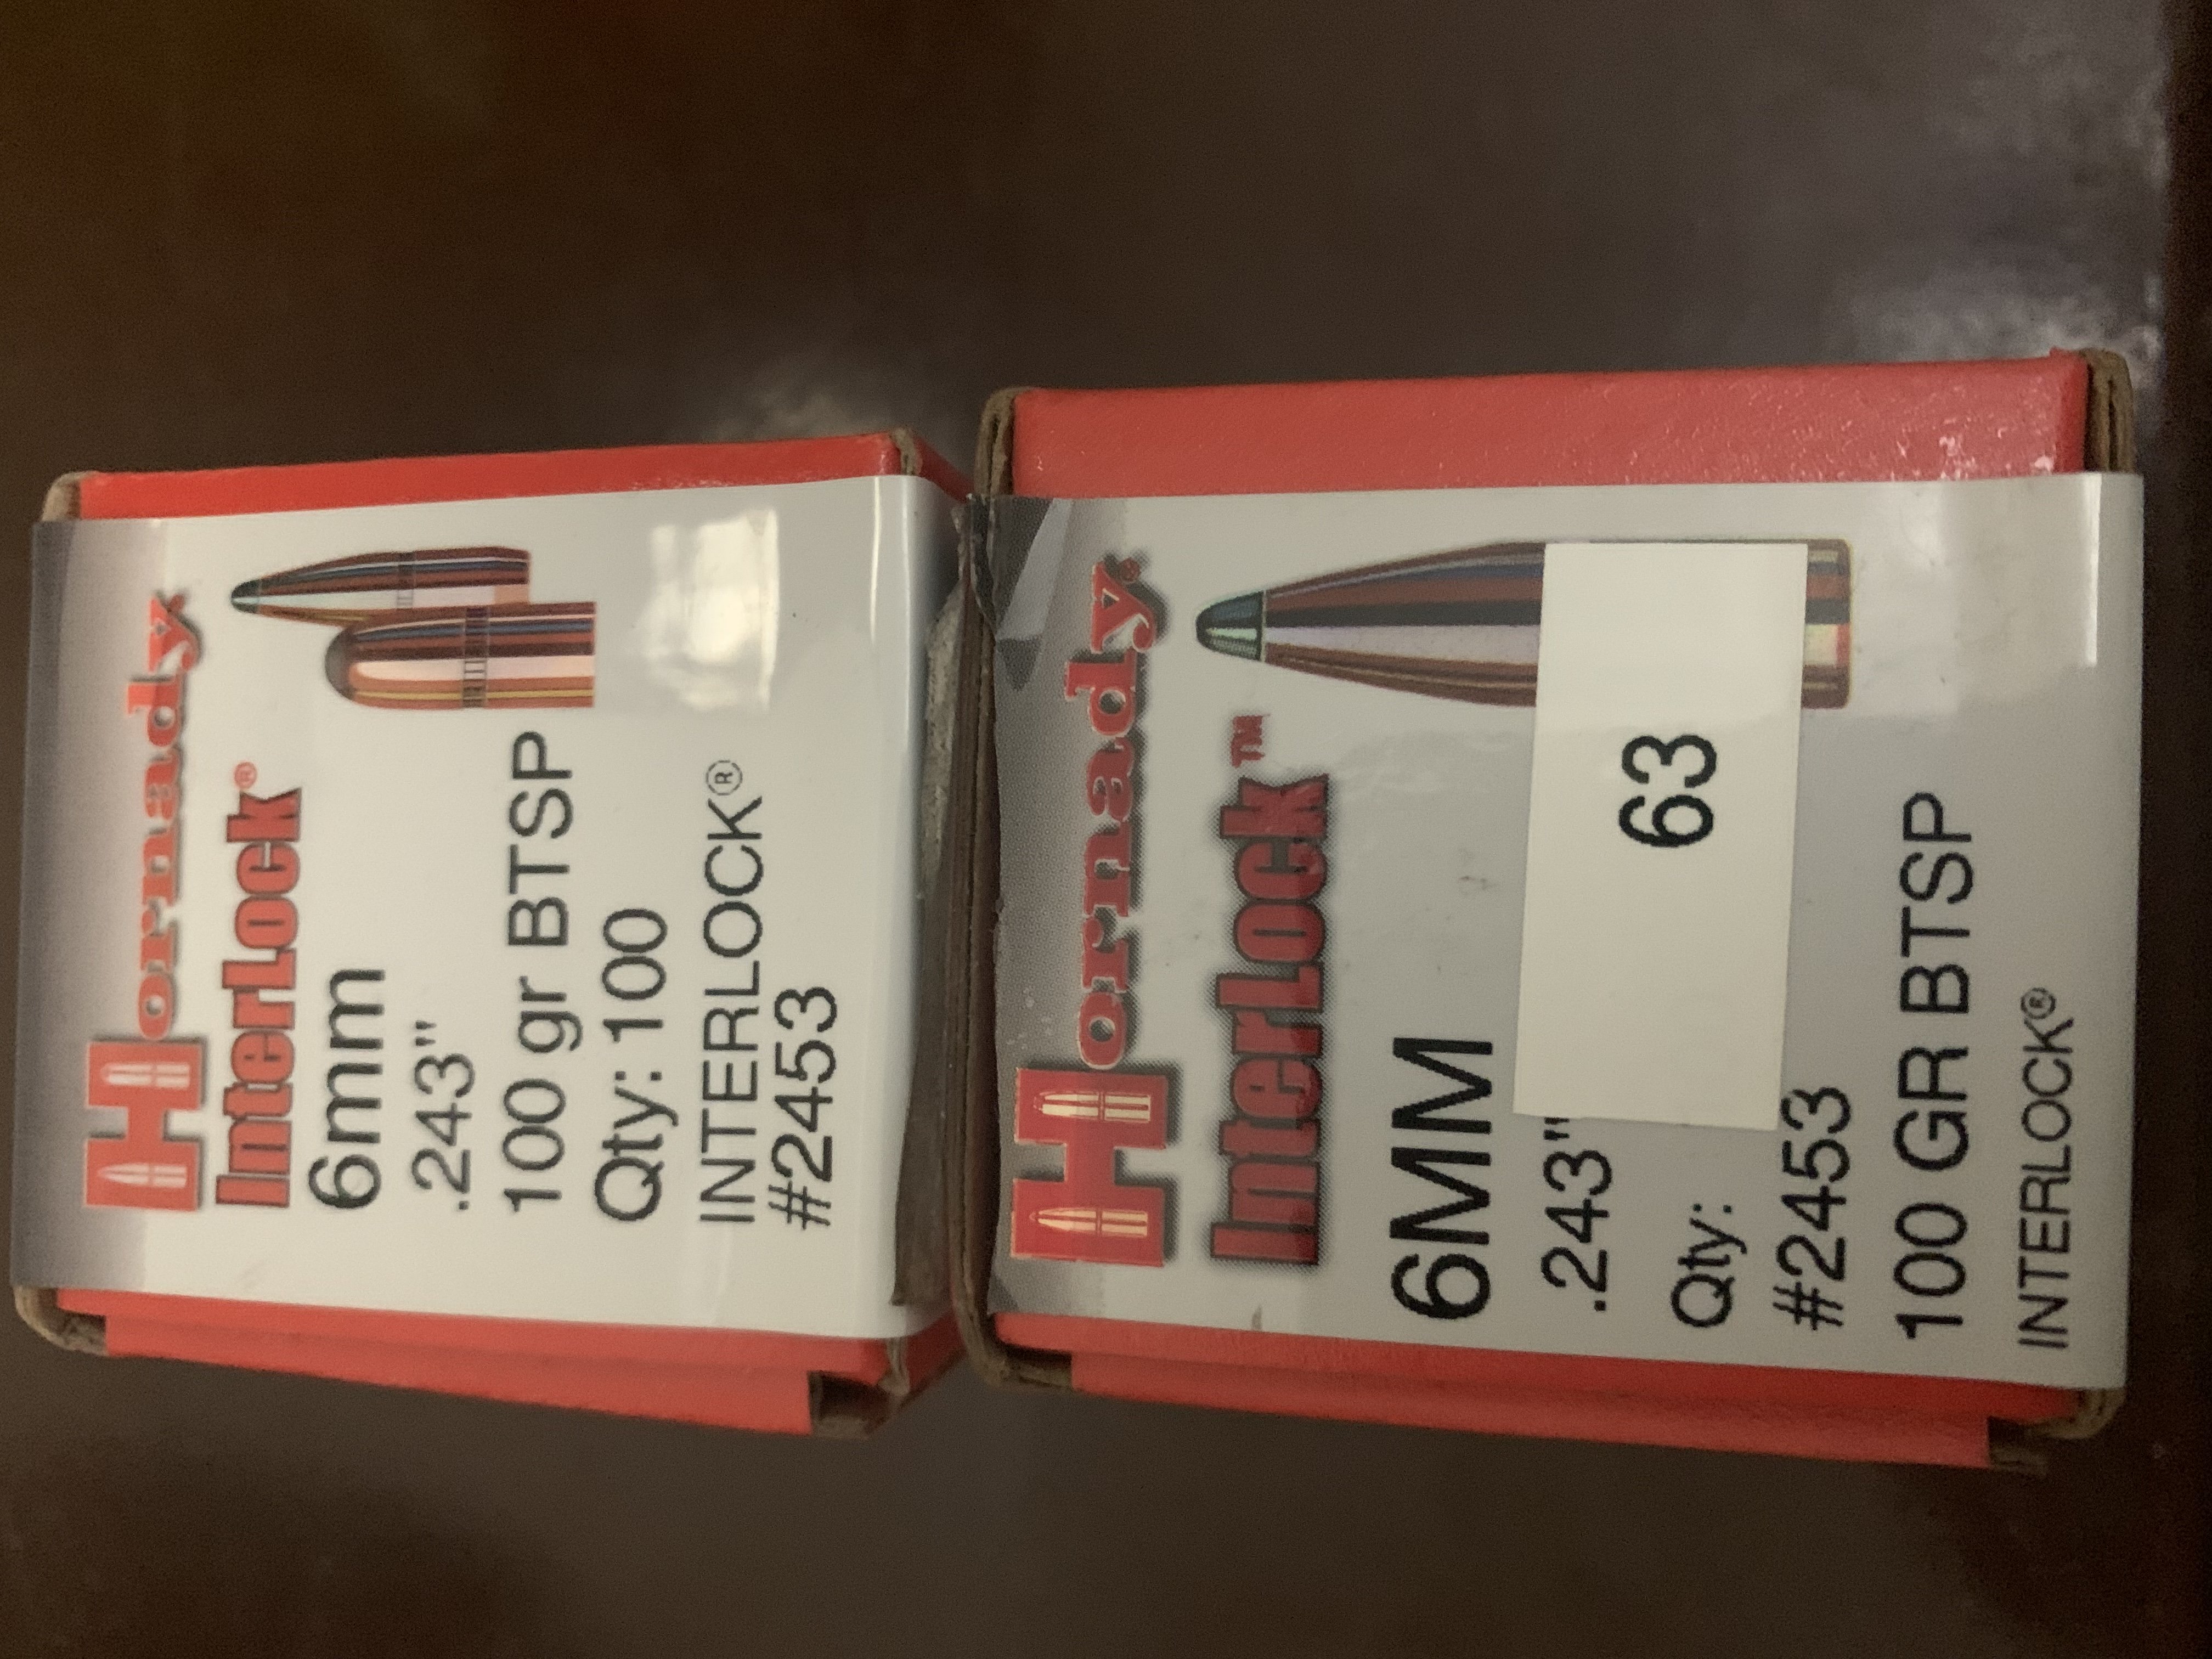 Hornady®
InterLock®
6mm
.243"
100 gr BTSP
Qty: 100
INTERLOCK®
#2453
Hornady®
InterLock™
6MM
.243"
63
Qty:
#2453
100 GR BTSP
INTERLOCK®